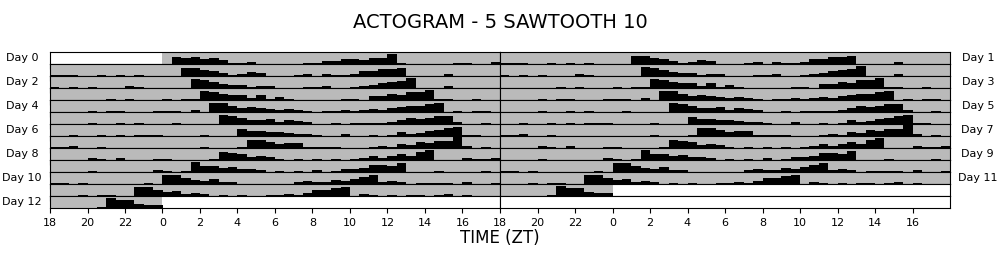 ACTOGRAM - 5 SAWTOOTH 10
Day 0 Day 1
Day 2 Day 3
Day 4 Day 5
Day 6 Day 7
Day 8 Day 9
Day 10 Day 11
Day 12
18 20 22 0 2 4 6 8 10 12 14 16 18 20 22 0 2 4 6 8 10 12 14 16
TIME (ZT)